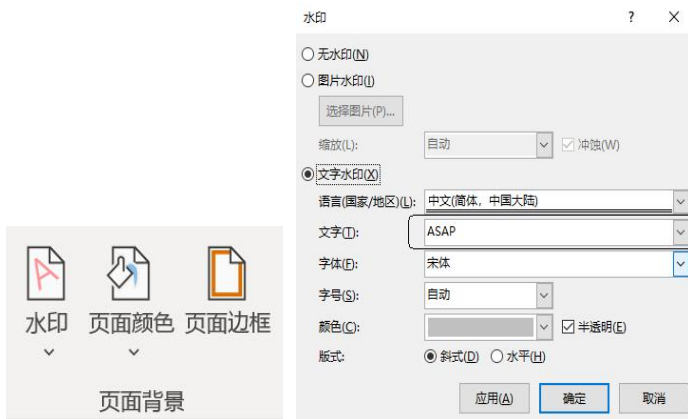 水印 页面颜色 页面边框
页面背景
水印 ? ×
无水印(N)
图片水印(I)
选择图片(P)...
缩放(L): 自动 冲蚀(W)
文字水印(X)
语言(国家/地区)(L): 中文(简体，中国大陆)
文字(T): ASAP
字体(F): 宋体
字号(S): 自动
颜色(C): 半透明(E)
版式: 斜式(D) 水平(H)
应用(A) 确定 取消